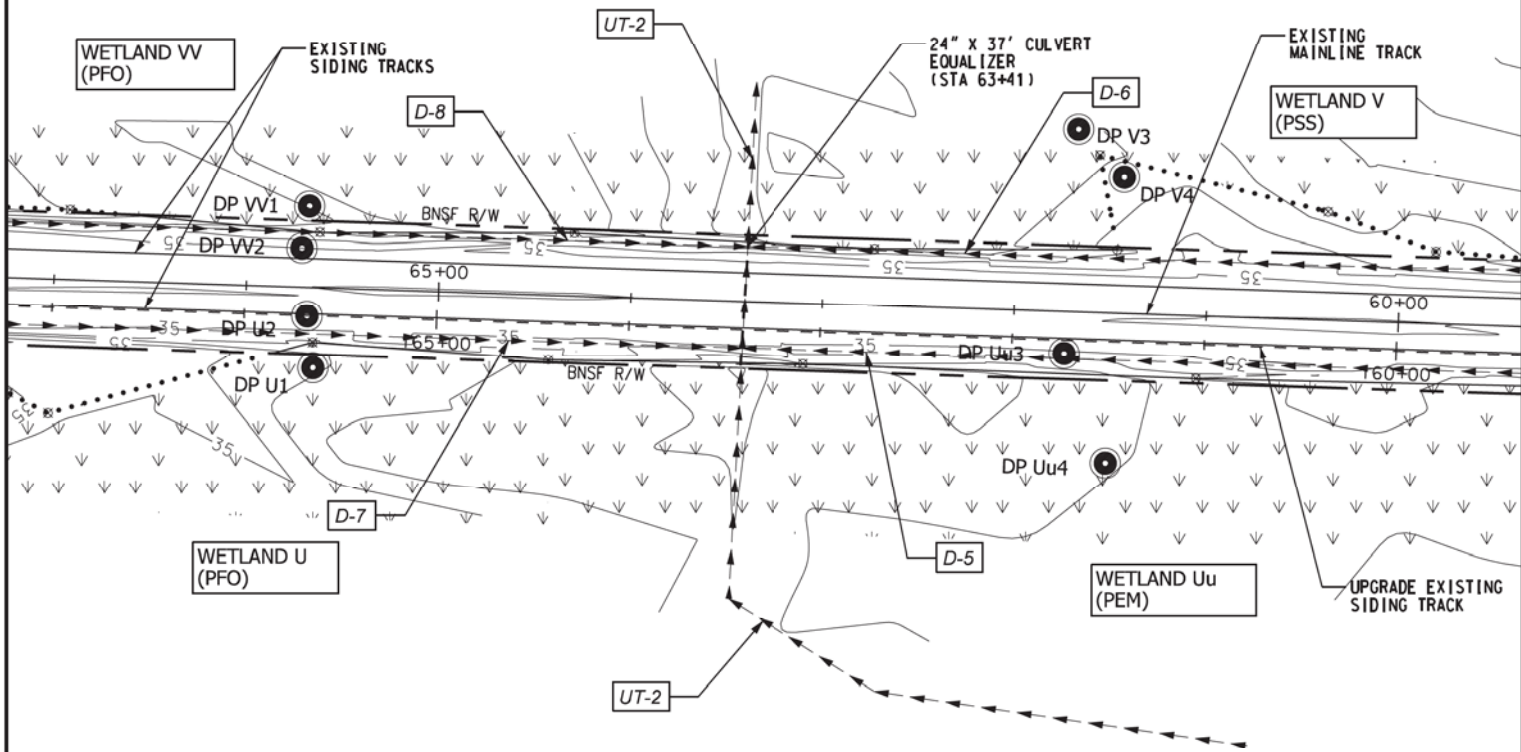 UT-2
WETLAND VV
(PFO)
EXISTING
SIDING TRACKS
24" X 37' CULVERT
EQUALIZER
(STA 63+41)
EXISTING
MAINLINE TRACK
D-8
D-6
WETLAND V
(PSS)
DP V3
DP V4
DP VV1
BNSF R/W
DP VV2
35
35
35
35
65+00
60+00
DP U2
35
35
35
35
65+00
DP Uu3
35
60+00
BNSF R/W
DP U1
35
35
DP Uu4
D-7
WETLAND U
(PFO)
D-5
WETLAND Uu
(PEM)
UPGRADE EXISTING
SIDING TRACK
UT-2